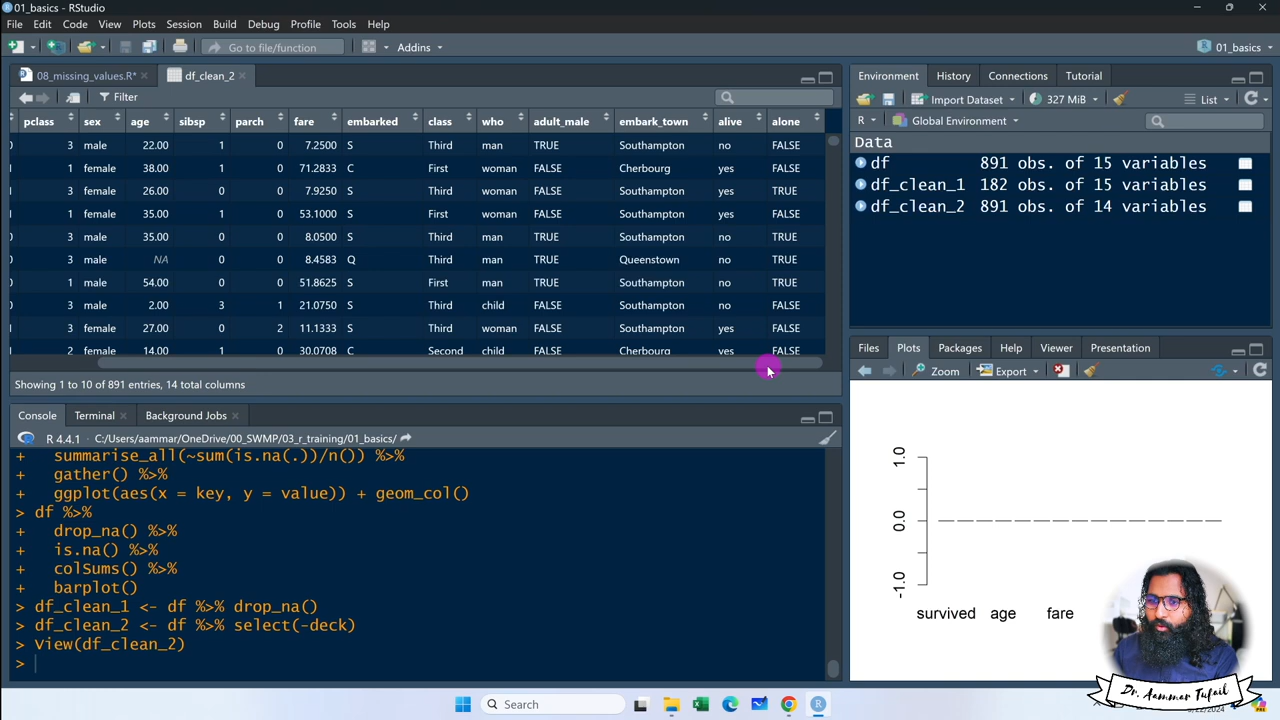 01_basics - RStudio
File Edit Code View Plots Session Build Debug Profile Tools Help
Go to file/function Addins 01_basics
08_missing_values.R* df_clean_2
Filter
pclass sex age sibsp parch fare embarked class who adult_male embark_town alive alone
0 3 male 22.00 1 0 7.2500 S Third man TRUE Southampton no FALSE
1 1 female 38.00 1 0 71.2833 C First woman FALSE Cherbourg yes FALSE
1 3 female 26.00 0 0 7.9250 S Third woman FALSE Southampton yes TRUE
1 1 female 35.00 1 0 53.1000 S First woman FALSE Southampton yes FALSE
0 3 male 35.00 0 0 8.0500 S Third man TRUE Southampton no TRUE
0 3 male NA 0 0 8.4583 Q Third man TRUE Queenstown no TRUE
0 1 male 54.00 0 0 51.8625 S First man TRUE Southampton no TRUE
0 3 male 2.00 3 1 21.0750 S Third child FALSE Southampton no FALSE
1 3 female 27.00 0 2 11.1333 S Third woman FALSE Southampton yes FALSE
1 2 female 14.00 1 0 30.0708 C Second child FALSE Cherbourg yes FALSE
Showing 1 to 10 of 891 entries, 14 total columns
Console Terminal Background Jobs
R 4.4.1 · C:/Users/aammar/OneDrive/00_SWMP/03_r_training/01_basics/
+ summarise_all(~sum(is.na(.))/n()) %>%
+ gather() %>%
+ ggplot(aes(x = key, y = value)) + geom_col()
> df %>%
+ drop_na() %>%
+ is.na() %>%
+ colSums() %>%
+ barplot()
> df_clean_1 <- df %>% drop_na()
> df_clean_2 <- df %>% select(-deck)
> View(df_clean_2)
>
Environment History Connections Tutorial
Import Dataset 327 MiB List
R Global Environment
Data
df 891 obs. of 15 variables
df_clean_1 182 obs. of 15 variables
df_clean_2 891 obs. of 14 variables
Files Plots Packages Help Viewer Presentation
Zoom Export
1.0
0.0
-1.0
survived age fare
Dr. Aammar Tufail
Search